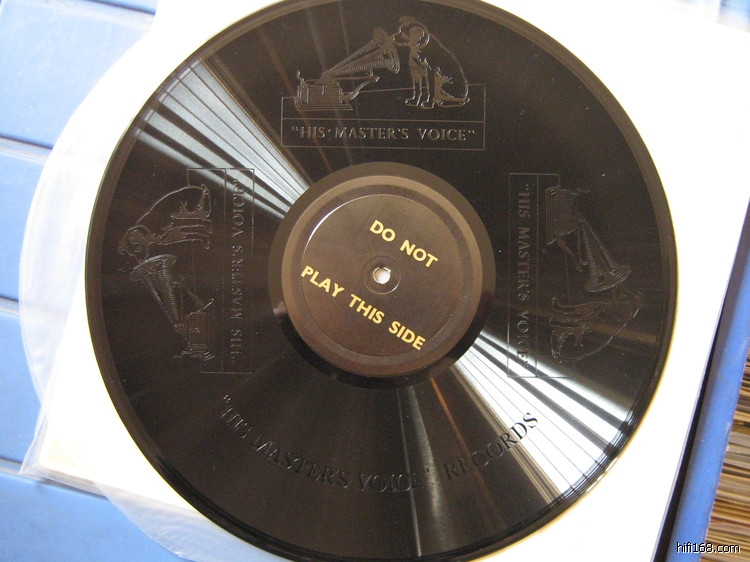 "HIS MASTER'S VOICE"
"HIS MASTER'S VOICE"
"HIS MASTER'S VOICE"
DO NOT
PLAY THIS SIDE
"HIS MASTER'S VOICE" RECORDS
hifi168.com